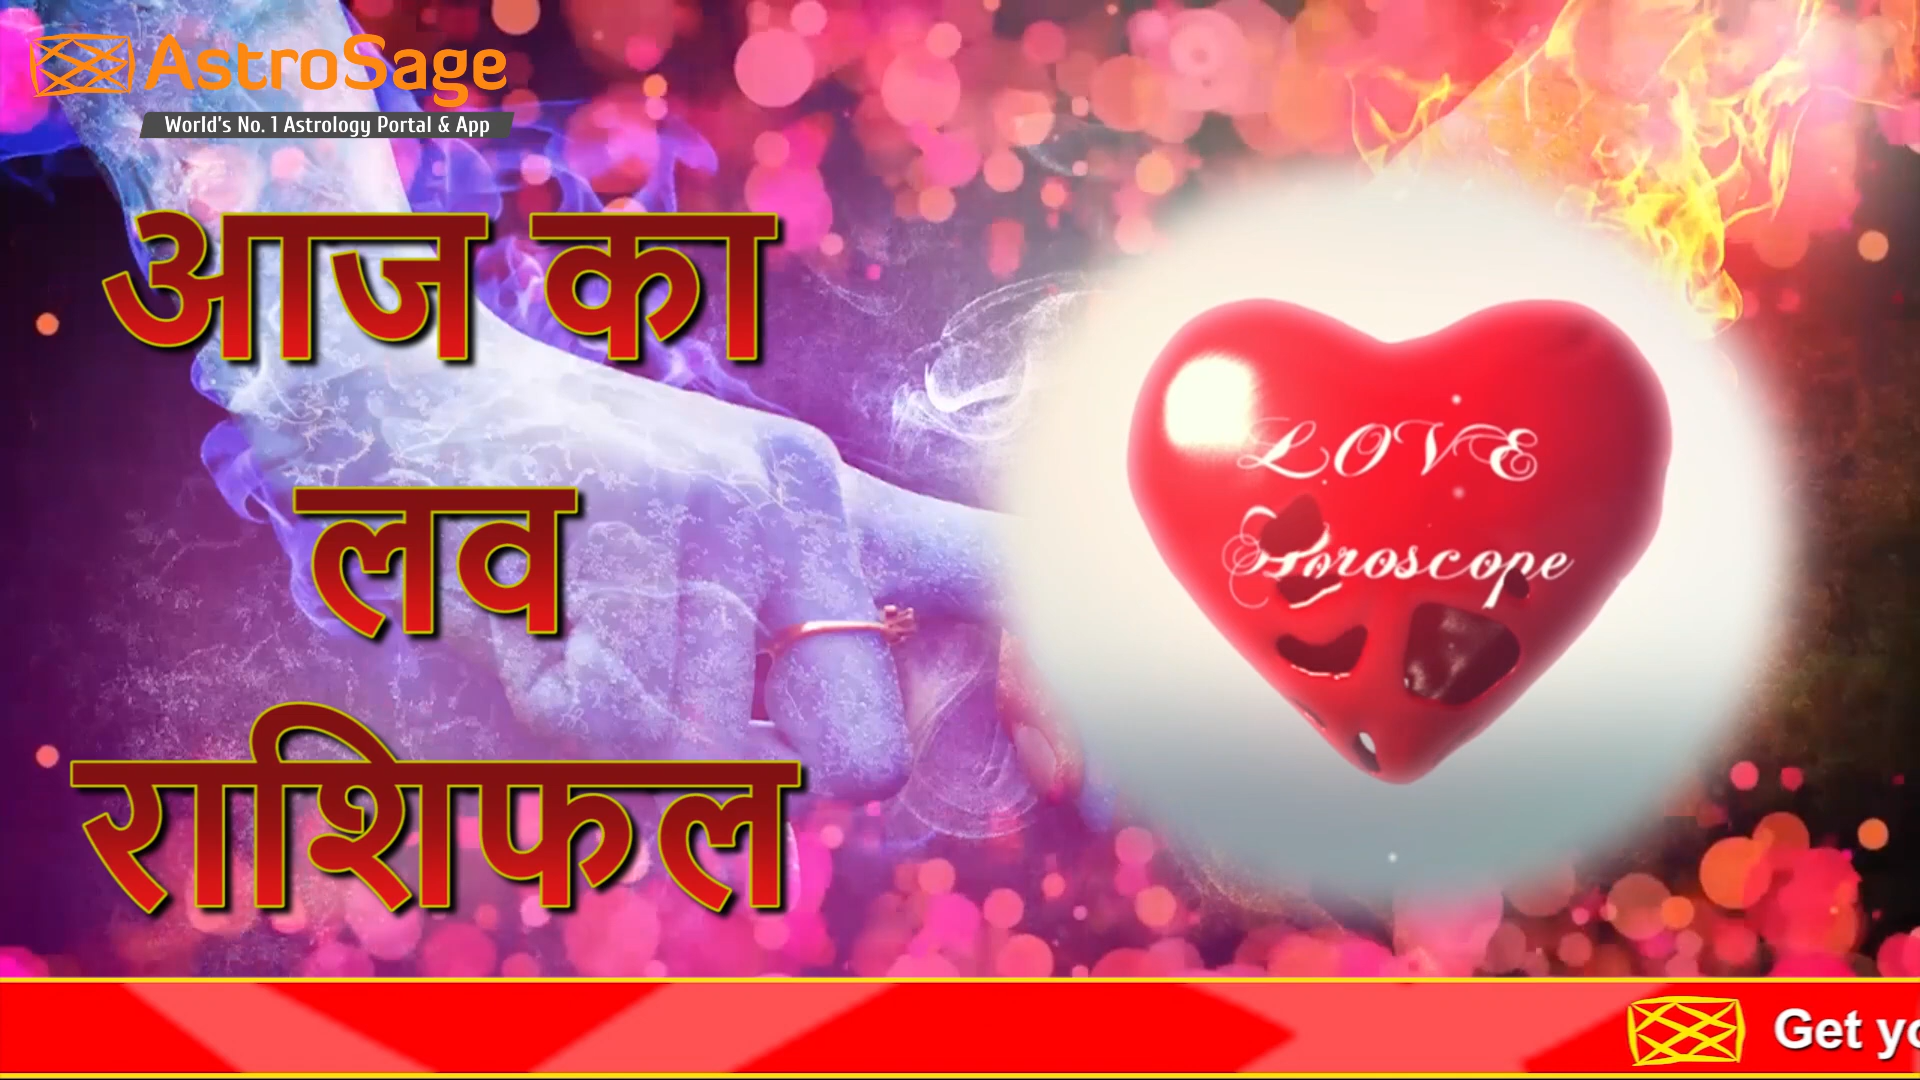 AstroSage
World's No. 1 Astrology Portal & App
आज का
लव
राशिफल
LOVE
Horoscope
Get